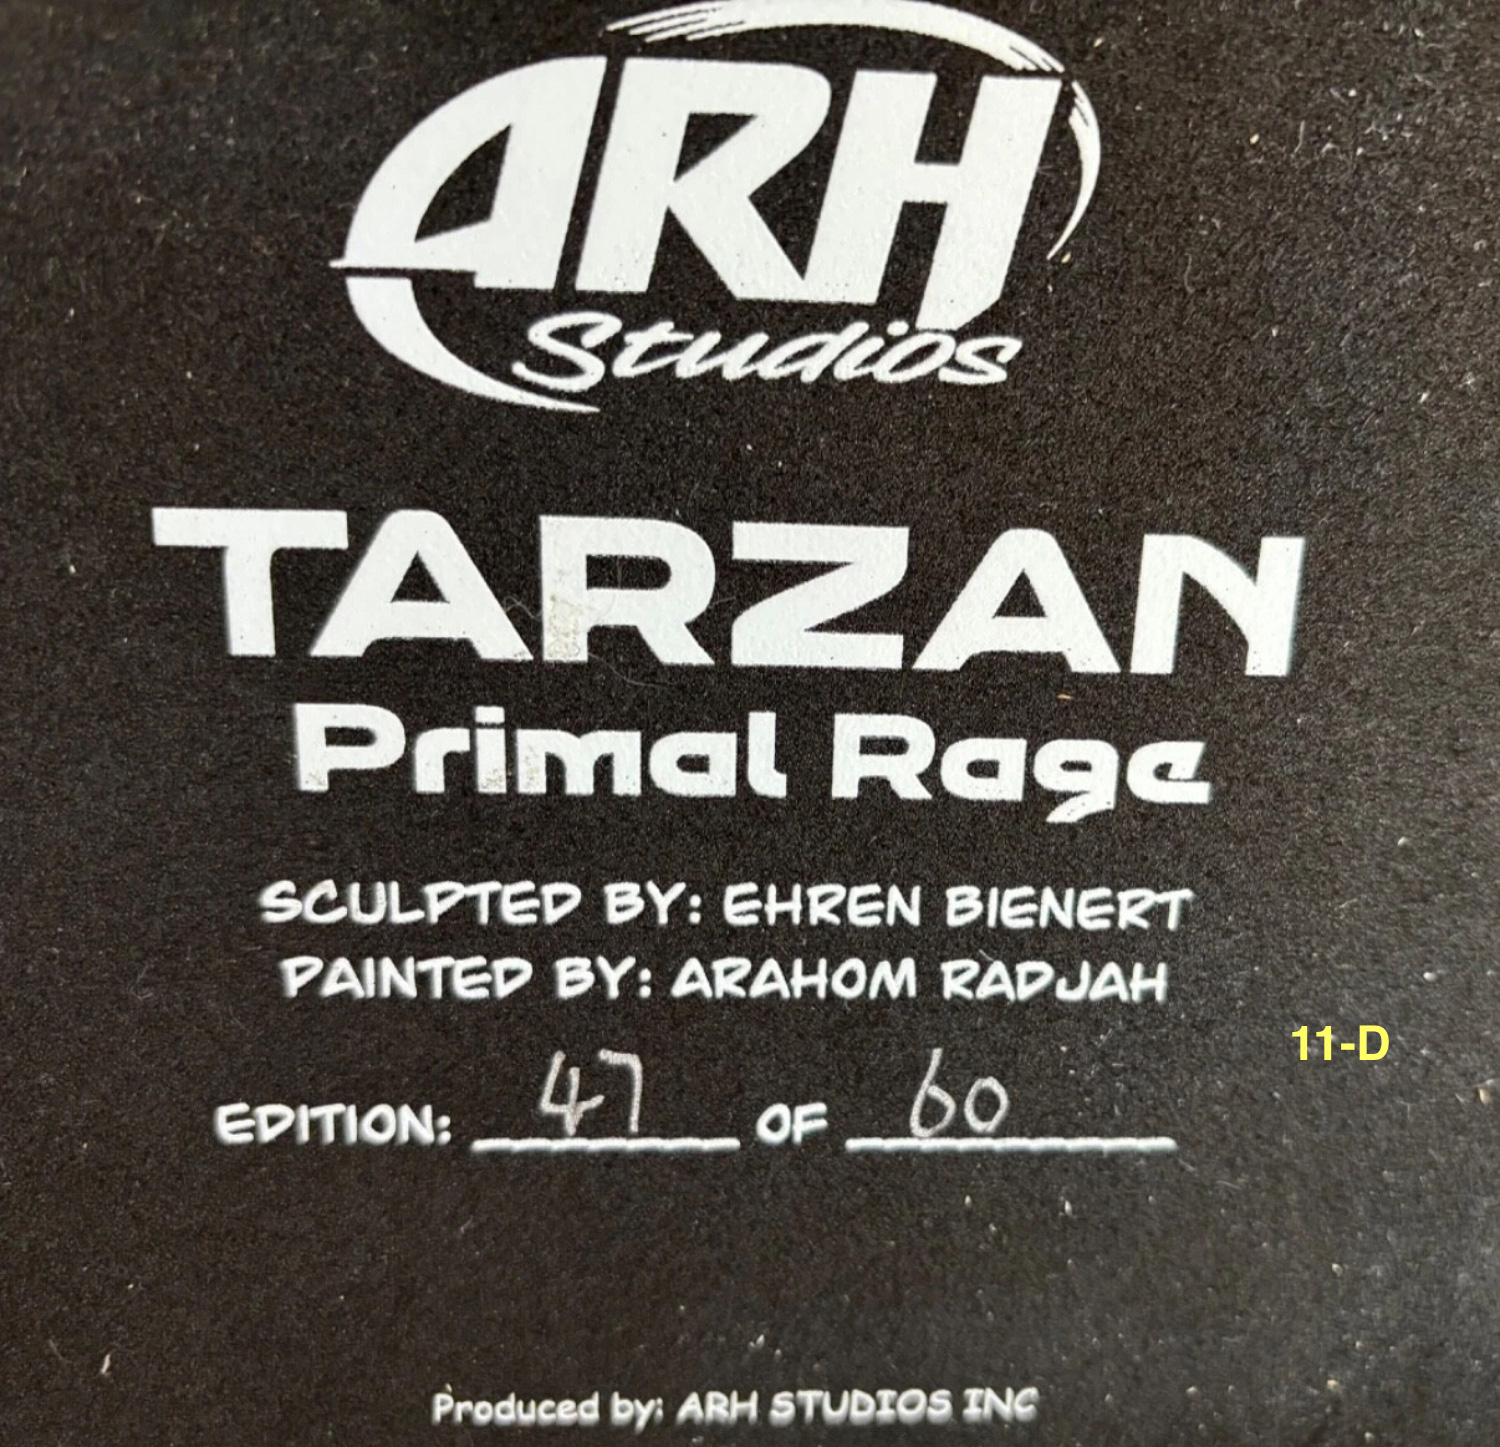 ARH
Studios
TARZAN
Primal Rage
SCULPTED BY: EHREN BIENERT
PAINTED BY: ARAHOM RADJAH
11-D
EDITION: 47 OF 60
Produced by: ARH STUDIOS INC